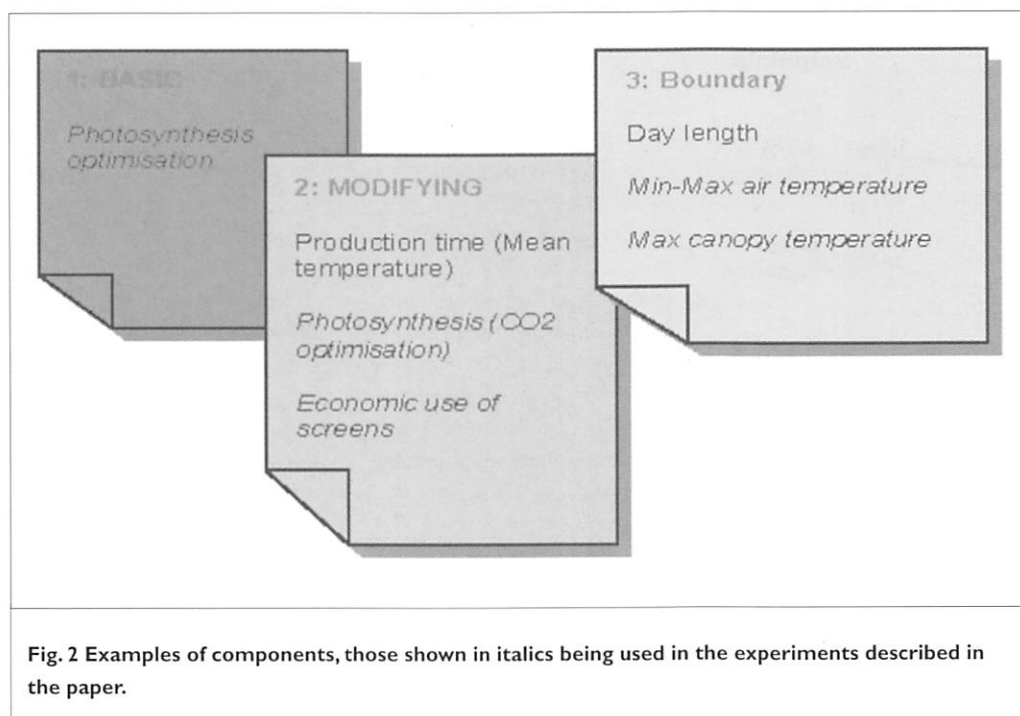 1: BASIC
Photosynthesis
optimisation
2: MODIFYING
Production time (Mean
temperature)
Photosynthesis (CO2
optimisation)
Economic use of
screens
3: Boundary
Day length
Min-Max air temperature
Max canopy temperature
Fig. 2 Examples of components, those shown in italics being used in the experiments described in
the paper.